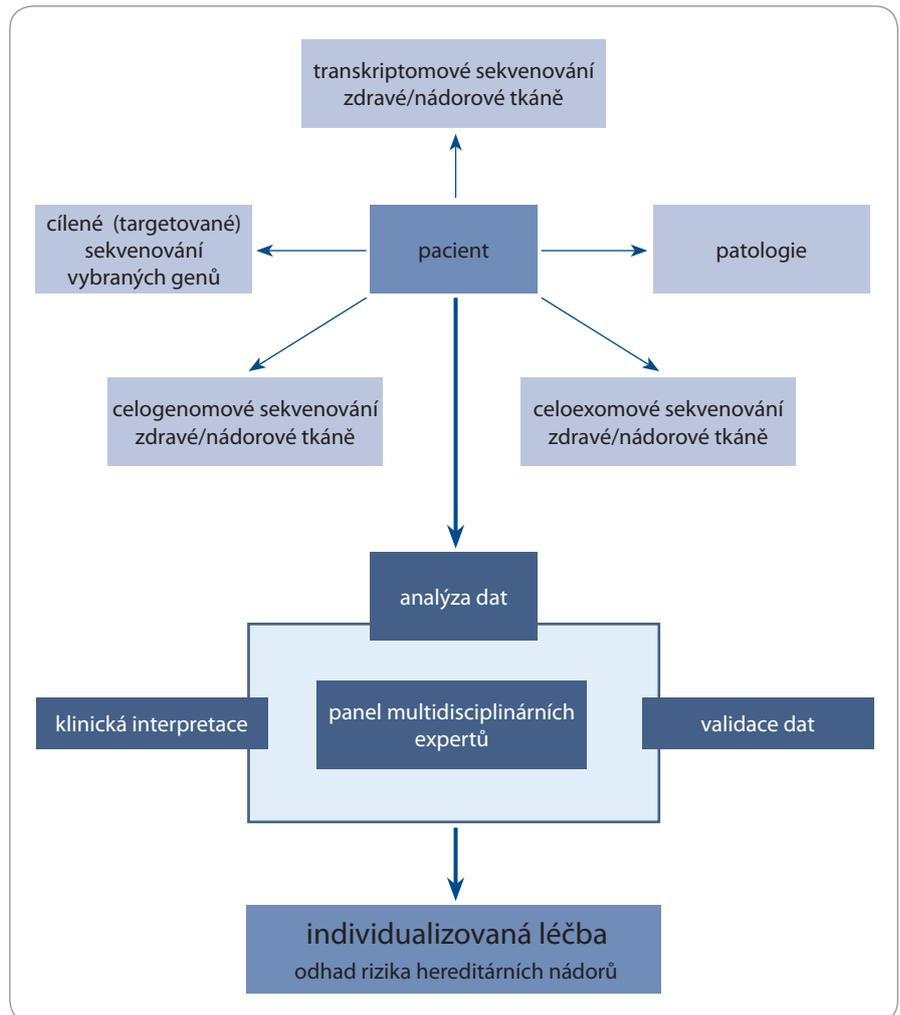 transkriptomové sekvenování
zdravé/nádorové tkáně
cílené (targetované)
sekvenování
vybraných genů
pacient
patologie
celogenomové sekvenování
zdravé/nádorové tkáně
celoexomové sekvenování
zdravé/nádorové tkáně
analýza dat
klinická interpretace
panel multidisciplinárních
expertů
validace dat
individualizovaná léčba
odhad rizika hereditárních nádorů